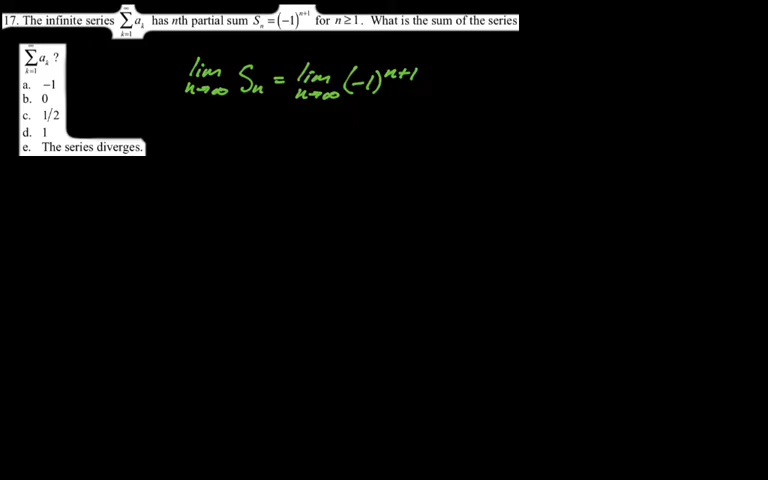 17. The infinite series ∑_{k=1}^{∞} a_k has nth partial sum S_n = (−1)^{n+1} for n ≥ 1. What is the sum of the series
∑_{k=1}^{∞} a_k ?
lim_{n→∞} S_n = lim_{n→∞} (−1)^{n+1}
a. −1
b. 0
c. 1/2
d. 1
e. The series diverges.